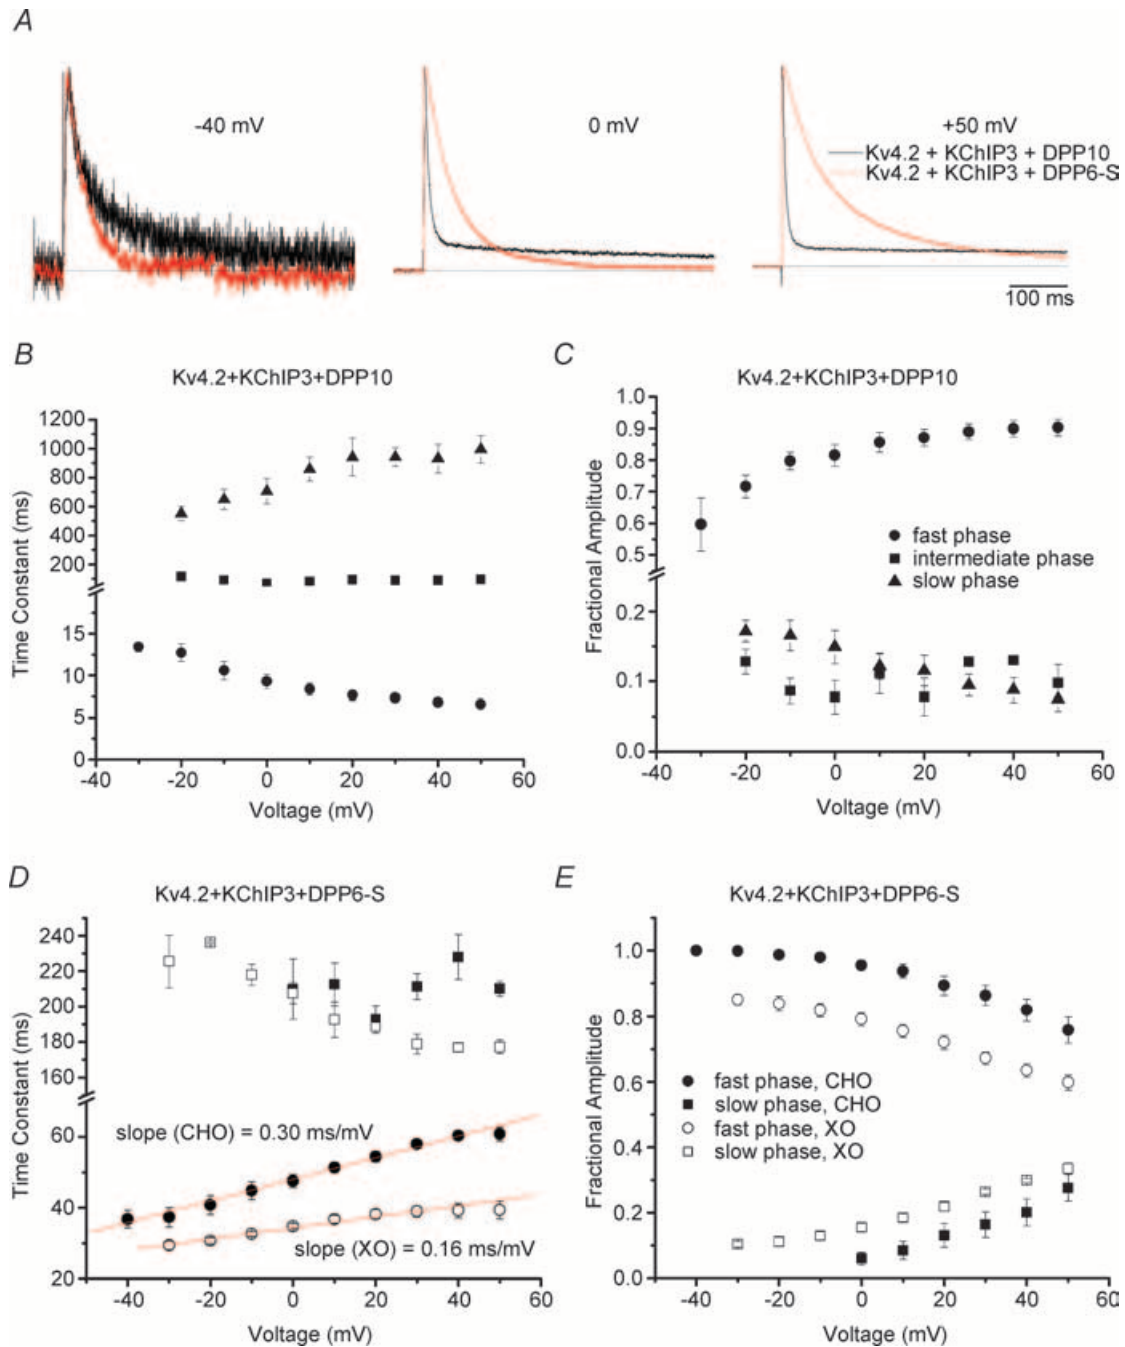 A
-40 mV
0 mV
+50 mV
Kv4.2 + KChIP3 + DPP10
Kv4.2 + KChIP3 + DPP6-S
100 ms
B
Kv4.2+KChIP3+DPP10
Time Constant (ms)
1200
1000
800
600
400
200
15
10
5
0
-40 -20 0 20 40 60
Voltage (mV)
C
Kv4.2+KChIP3+DPP10
Fractional Amplitude
1.0
0.9
0.8
0.7
0.6
0.5
0.2
0.1
0.0
fast phase
intermediate phase
slow phase
-40 -20 0 20 40 60
Voltage (mV)
D
Kv4.2+KChIP3+DPP6-S
Time Constant (ms)
240
220
200
180
160
60
40
20
slope (CHO) = 0.30 ms/mV
slope (XO) = 0.16 ms/mV
-40 -20 0 20 40 60
Voltage (mV)
E
Kv4.2+KChIP3+DPP6-S
Fractional Amplitude
1.0
0.8
0.6
0.4
0.2
0.0
fast phase, CHO
slow phase, CHO
fast phase, XO
slow phase, XO
-40 -20 0 20 40 60
Voltage (mV)